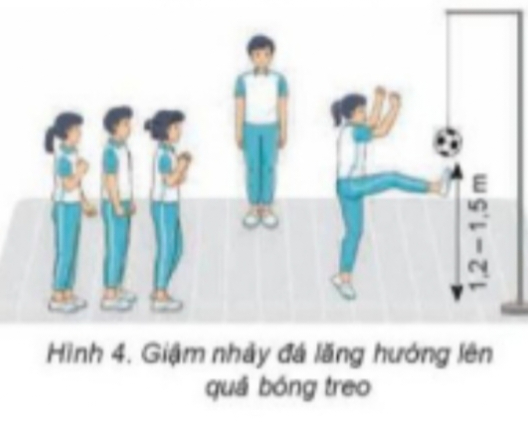 1,2 – 1,5 m
Hình 4. Giậm nhảy đá lăng hướng lên
quả bóng treo